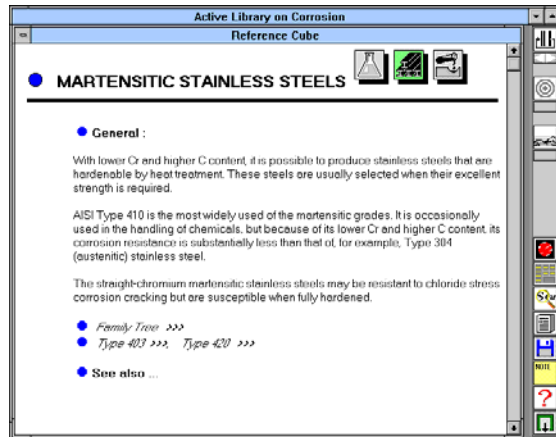 Active Library on Corrosion
Reference Cube
MARTENSITIC STAINLESS STEELS
General :
With lower Cr and higher C content, it is possible to produce stainless steels that are
hardenable by heat treatment. These steels are usually selected when their excellent
strength is required.
AISI Type 410 is the most widely used of the martensitic grades. It is occasionally
used in the handling of chemicals, but because of its lower Cr and higher C content, its
corrosion resistance is substantially less than that of, for example, Type 304
(austenitic) stainless steel.
The straight-chromium martensitic stainless steels may be resistant to chloride stress
corrosion cracking but are susceptible when fully hardened.
Family Tree >>>
Type 403 >>>, Type 420 >>>
See also ...
NOTE
?